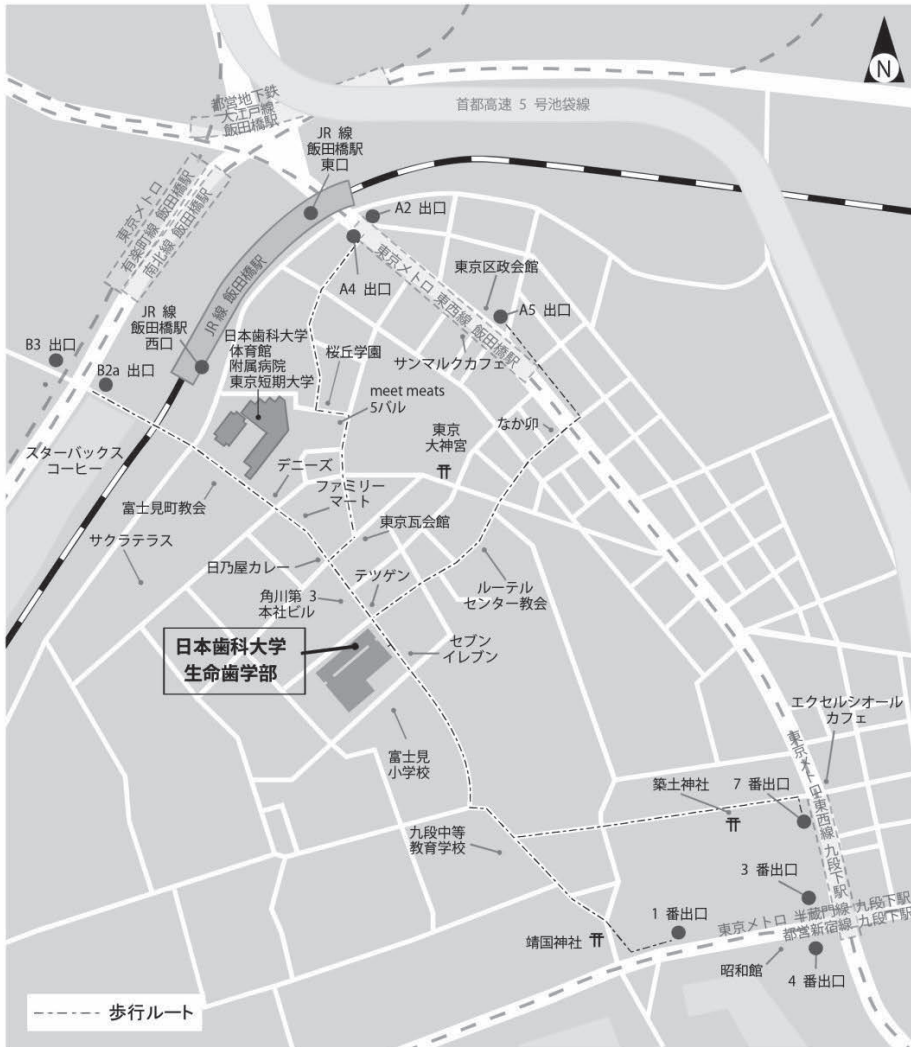 N
首都高速 5 号池袋線
都営地下鉄
大江戸線
飯田橋駅
JR 線
飯田橋駅
東口
東京メトロ
有楽町線 飯田橋駅
南北線 飯田橋駅
JR 線 飯田橋駅
A2 出口
東京メトロ 東西線 飯田橋駅
東京区政会館
A4 出口
A5 出口
JR 線
飯田橋駅
西口
B3 出口
B2a 出口
日本歯科大学
体育館
附属病院
東京短期大学
桜丘学園
サンマルクカフェ
meet meats
5バル
なか卯
東京
大神宮
スターバックス
コーヒー
デニーズ
富士見町教会
ファミリー
マート
東京瓦会館
サクラテラス
日乃屋カレー
テツゲン
ルーテル
センター教会
角川第 3
本社ビル
日本歯科大学
生命歯学部
セブン
イレブン
エクセルシオール
カフェ
富士見
小学校
東京メトロ東西線 九段下駅
築土神社
7 番出口
九段中等
教育学校
3 番出口
1 番出口
東京メトロ 半蔵門線 九段下駅
都営新宿線 九段下駅
靖国神社
昭和館
4 番出口
歩行ルート